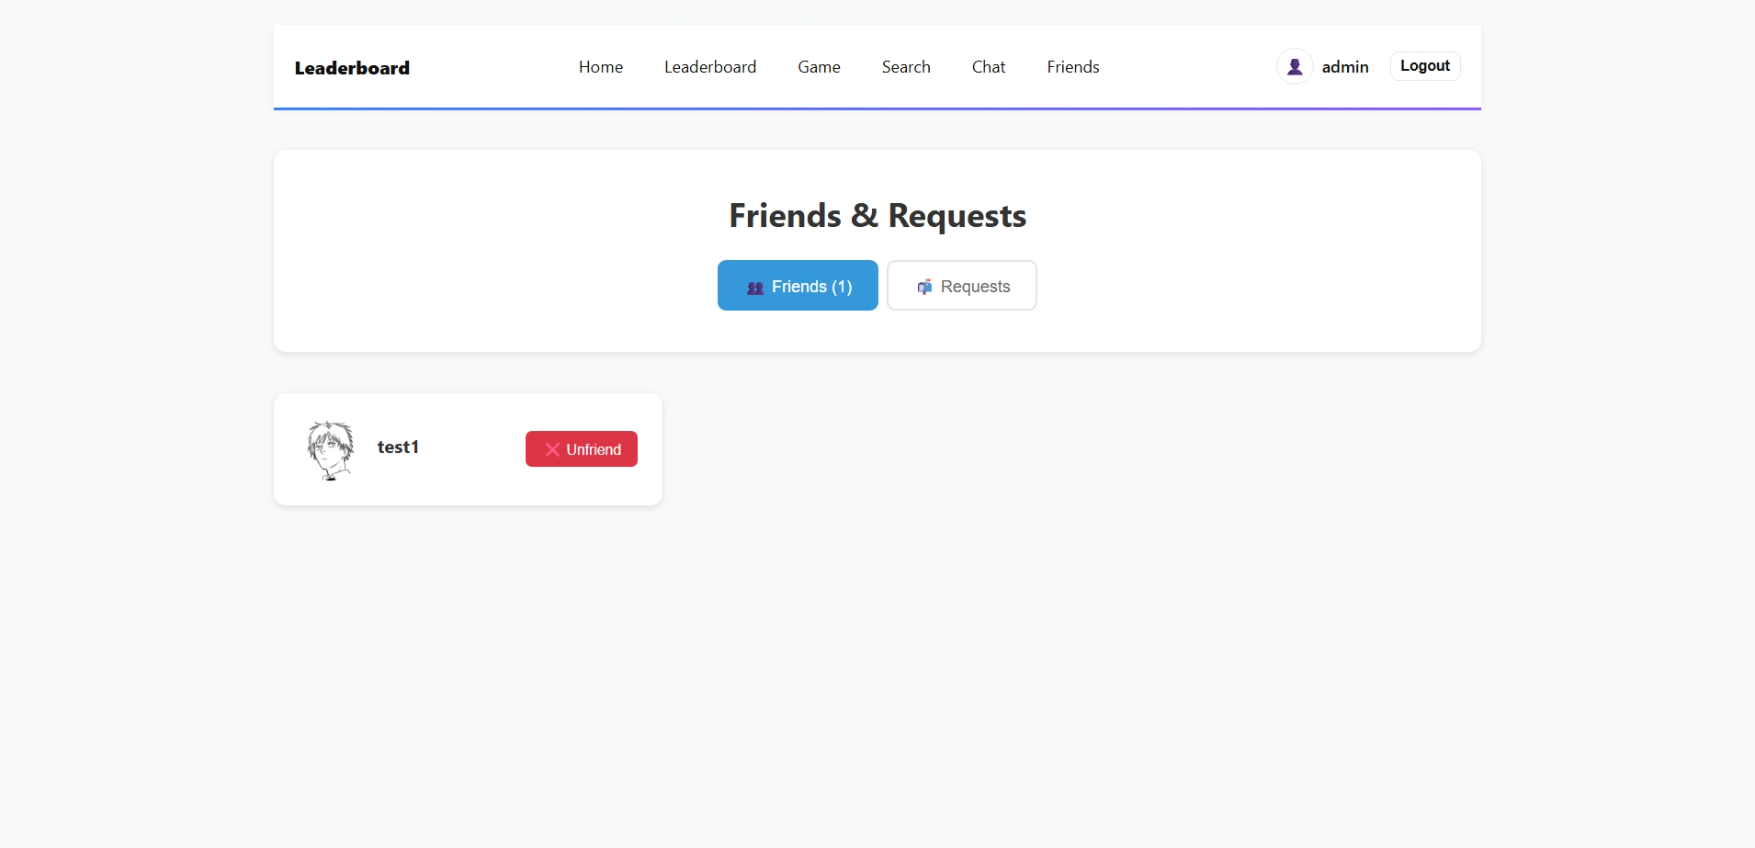 Leaderboard Home Leaderboard Game Search Chat Friends admin Logout
Friends & Requests
Friends (1) Requests
test1 Unfriend